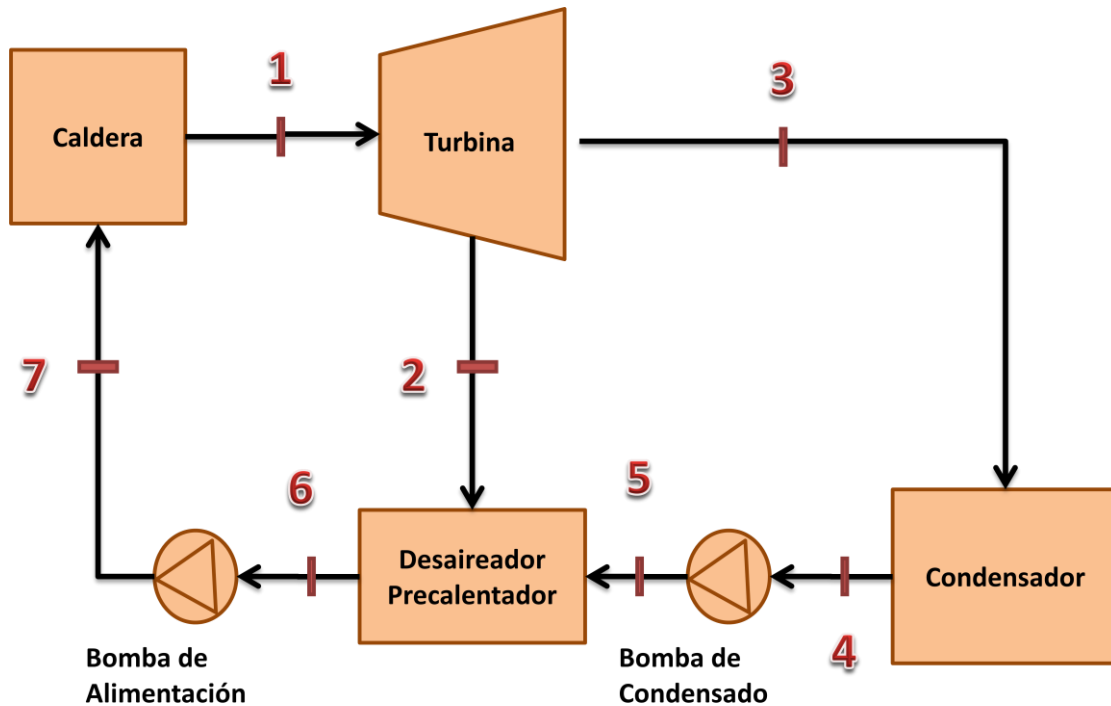 1
3
Caldera
Turbina
7
2
6
5
Desaireador
Precalentador
Condensador
4
Bomba de
Alimentación
Bomba de
Condensado